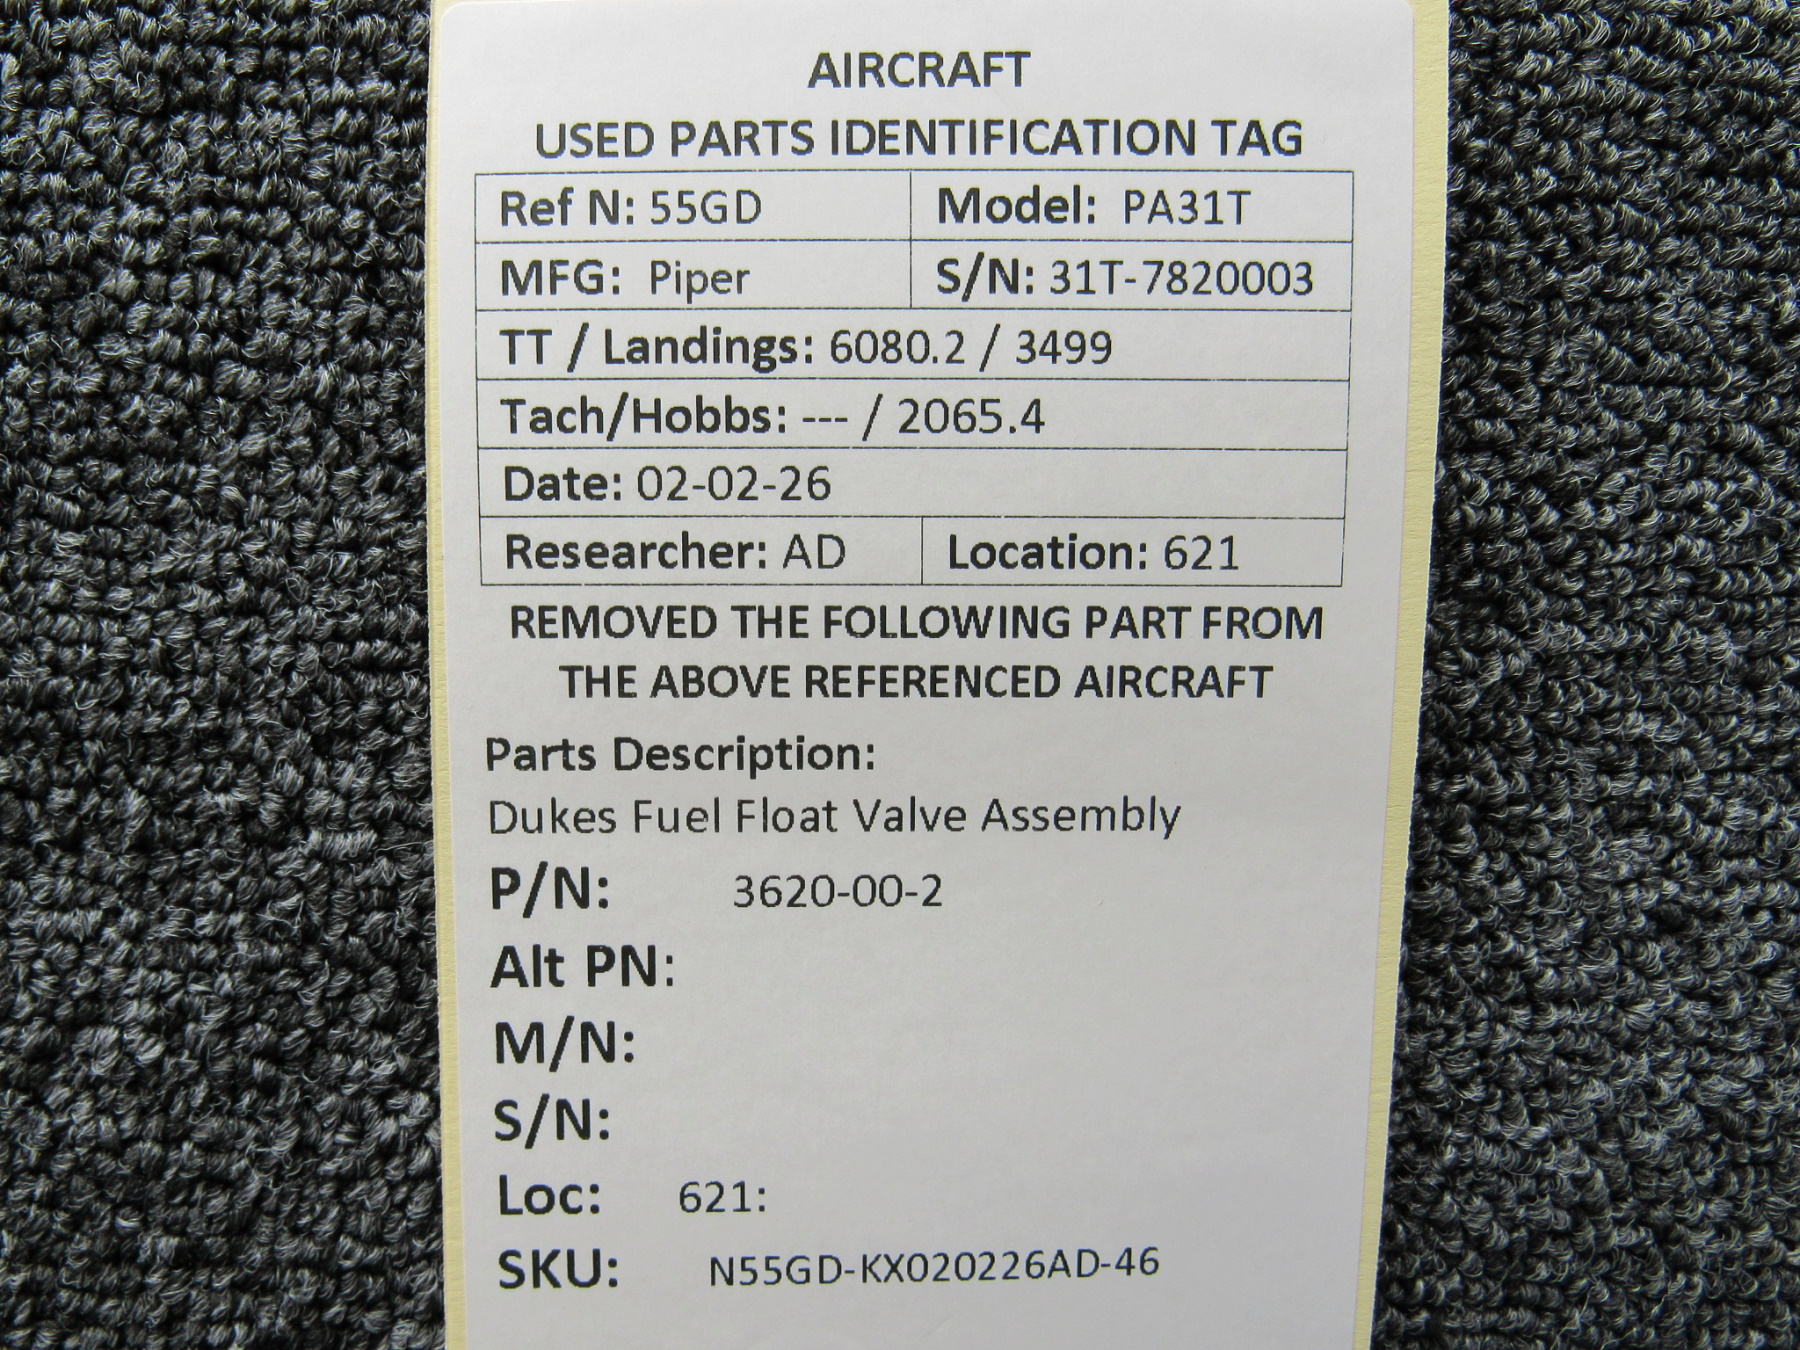 AIRCRAFT
USED PARTS IDENTIFICATION TAG
Ref N: 55GD Model: PA31T
MFG: Piper S/N: 31T-7820003
TT / Landings: 6080.2 / 3499
Tach/Hobbs: --- / 2065.4
Date: 02-02-26
Researcher: AD Location: 621
REMOVED THE FOLLOWING PART FROM
THE ABOVE REFERENCED AIRCRAFT
Parts Description:
Dukes Fuel Float Valve Assembly
P/N: 3620-00-2
Alt PN:
M/N:
S/N:
Loc: 621:
SKU: N55GD-KX020226AD-46